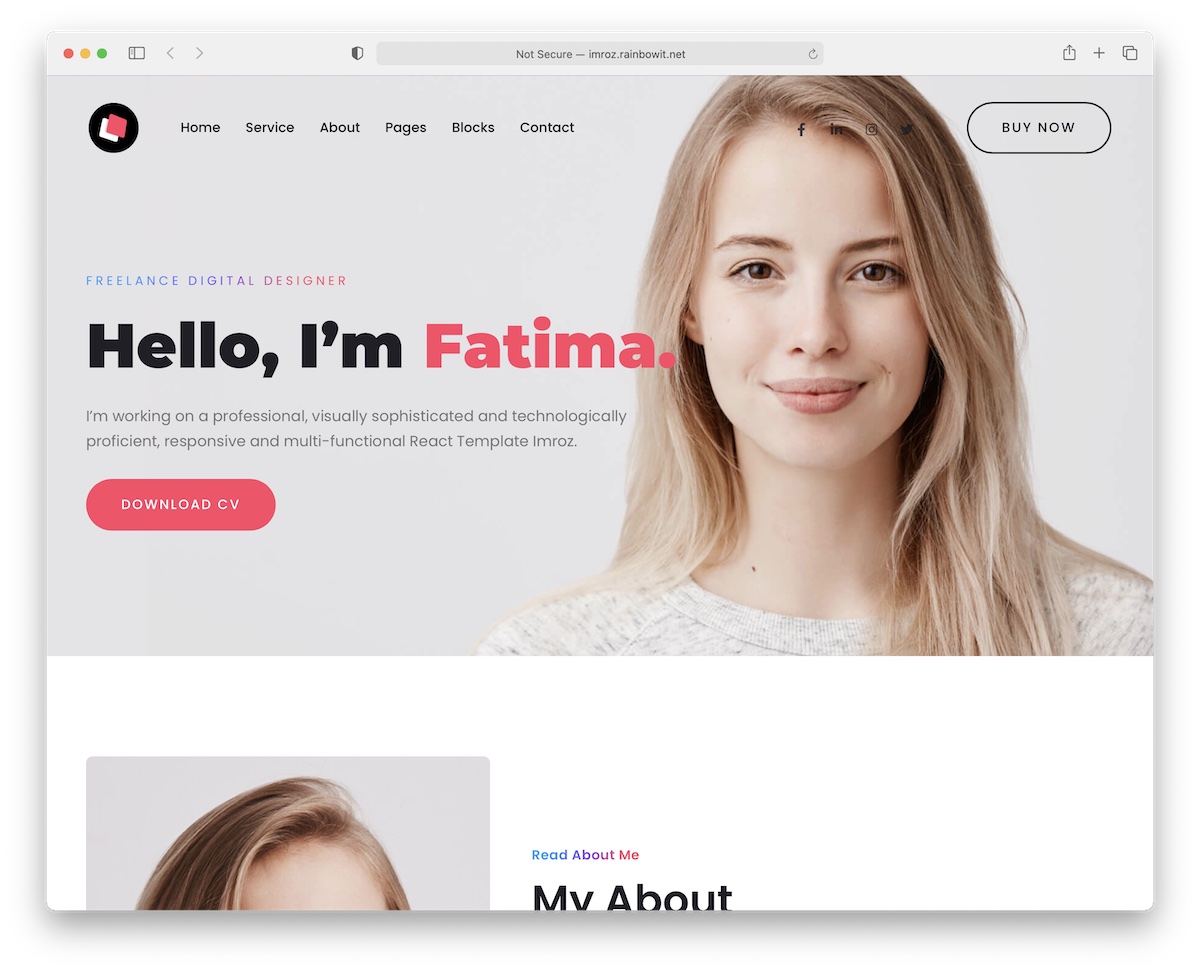 Not Secure — imroz.rainbowit.net
Home Service About Pages Blocks Contact BUY NOW
FREELANCE DIGITAL DESIGNER
Hello, I’m Fatima.
I’m working on a professional, visually sophisticated and technologically
proficient, responsive and multi-functional React Template Imroz.
DOWNLOAD CV
Read About Me
My About